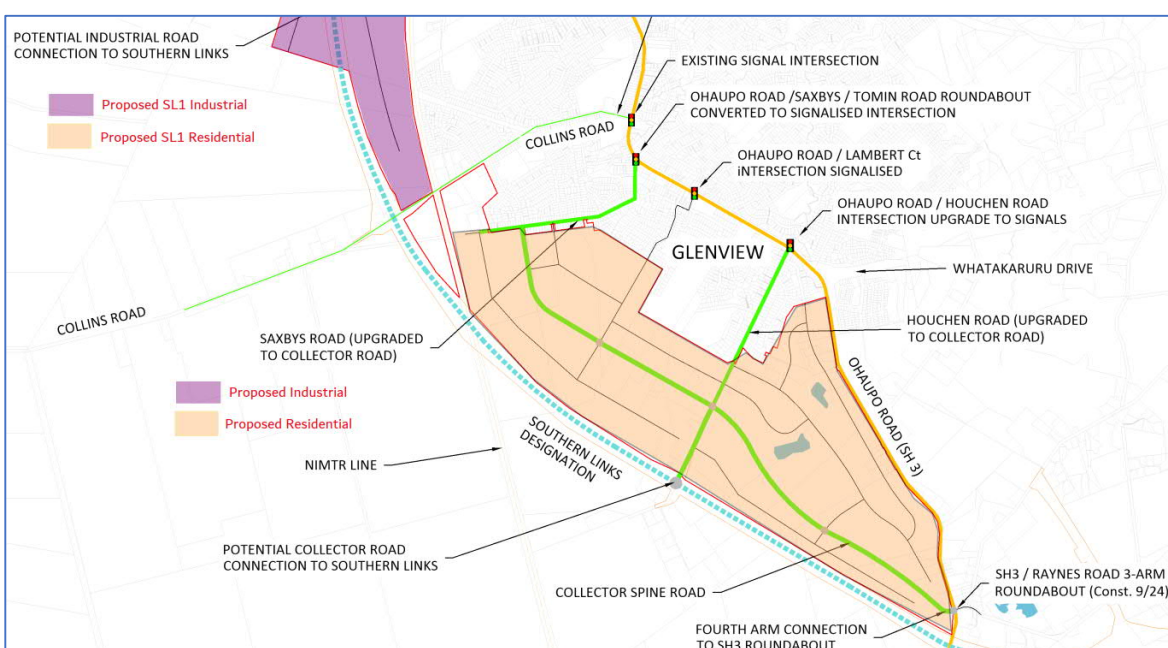 POTENTIAL INDUSTRIAL ROAD
CONNECTION TO SOUTHERN LINKS
Proposed SL1 Industrial
Proposed SL1 Residential
COLLINS ROAD
EXISTING SIGNAL INTERSECTION
OHAUPO ROAD /SAXBYS / TOMIN ROAD ROUNDABOUT
CONVERTED TO SIGNALISED INTERSECTION
OHAUPO ROAD / LAMBERT Ct
iNTERSECTION SIGNALISED
OHAUPO ROAD / HOUCHEN ROAD
INTERSECTION UPGRADE TO SIGNALS
GLENVIEW
WHATAKARURU DRIVE
COLLINS ROAD
SAXBYS ROAD (UPGRADED
TO COLLECTOR ROAD)
HOUCHEN ROAD (UPGRADED
TO COLLECTOR ROAD)
OHAUPO ROAD (SH 3)
Proposed Industrial
Proposed Residential
NIMTR LINE
SOUTHERN LINKS
DESIGNATION
POTENTIAL COLLECTOR ROAD
CONNECTION TO SOUTHERN LINKS
COLLECTOR SPINE ROAD
SH3 / RAYNES ROAD 3-ARM
ROUNDABOUT (Const. 9/24)
FOURTH ARM CONNECTION
TO SH3 ROUNDABOUT